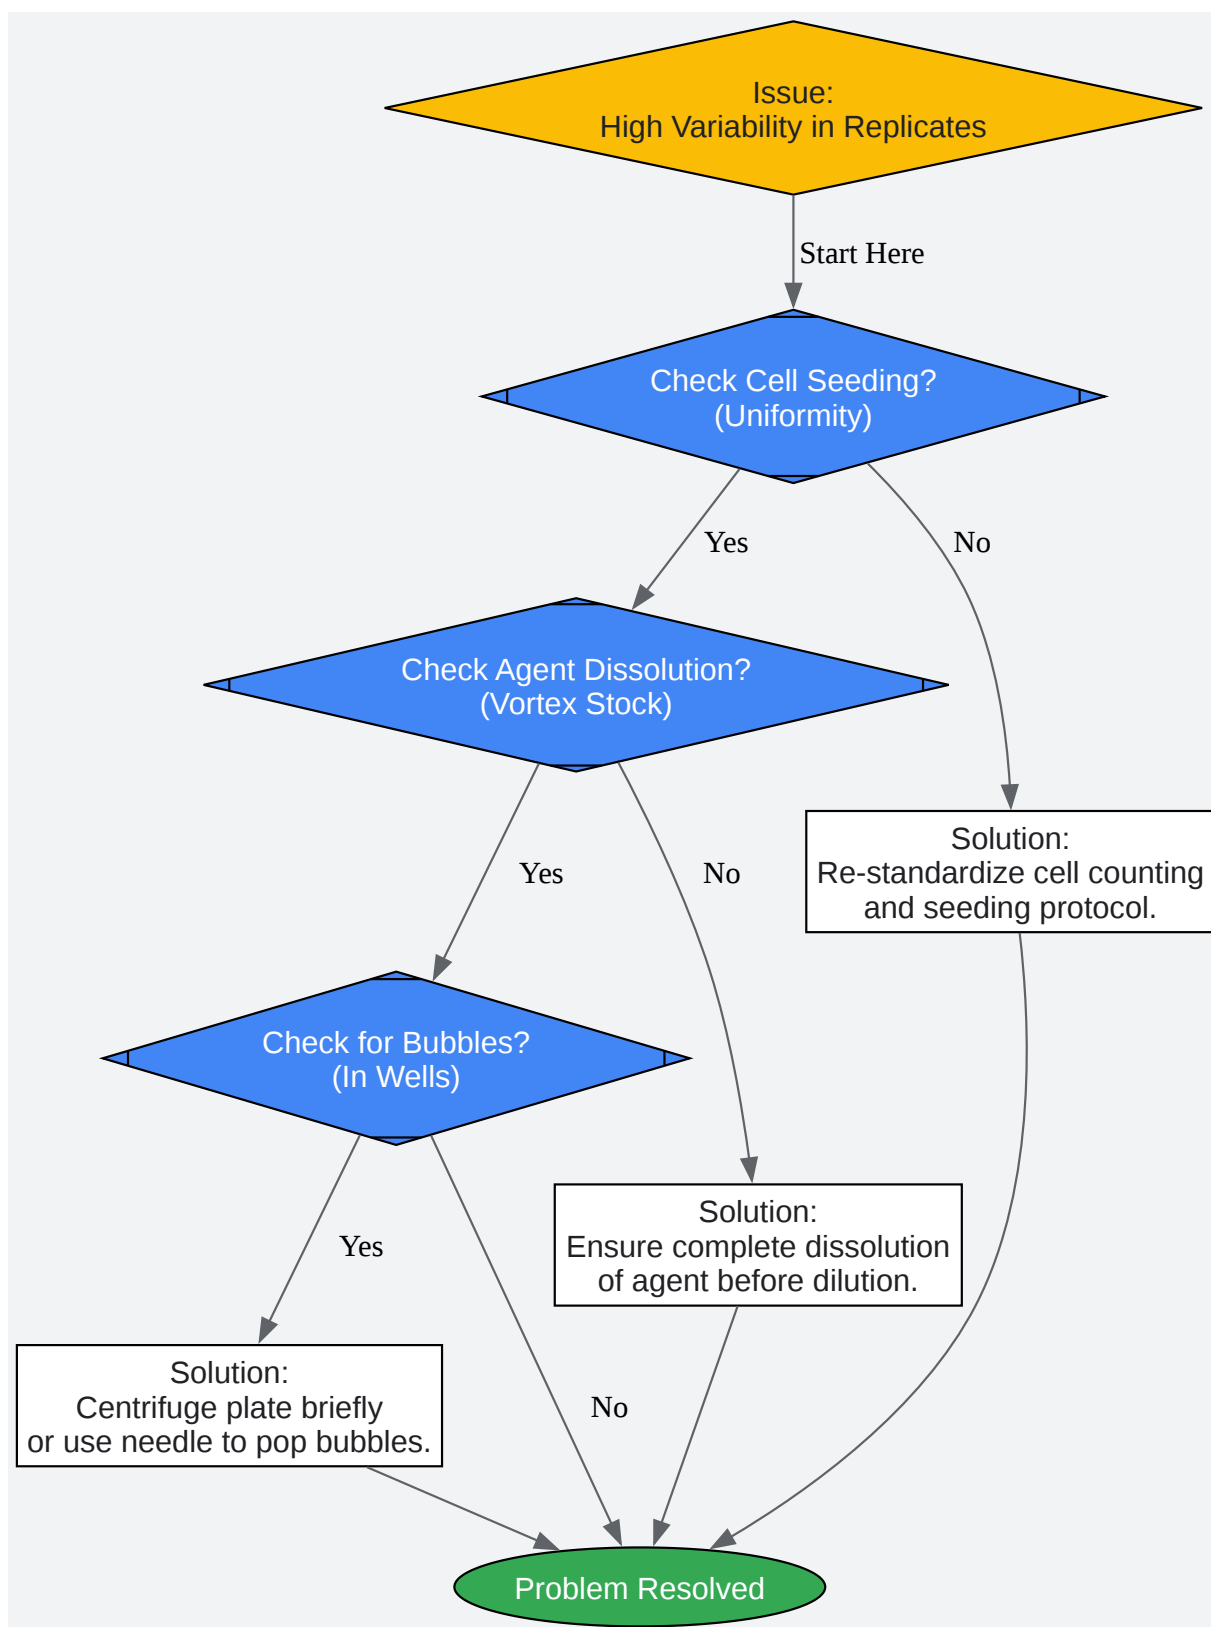 Issue:
High Variability in Replicates
Start Here
Check Cell Seeding?
(Uniformity)
Yes
No
Check Agent Dissolution?
(Vortex Stock)
Yes
No
Solution:
Re-standardize cell counting
and seeding protocol.
Check for Bubbles?
(In Wells)
Yes
No
Solution:
Ensure complete dissolution
of agent before dilution.
Solution:
Centrifuge plate briefly
or use needle to pop bubbles.
Problem Resolved